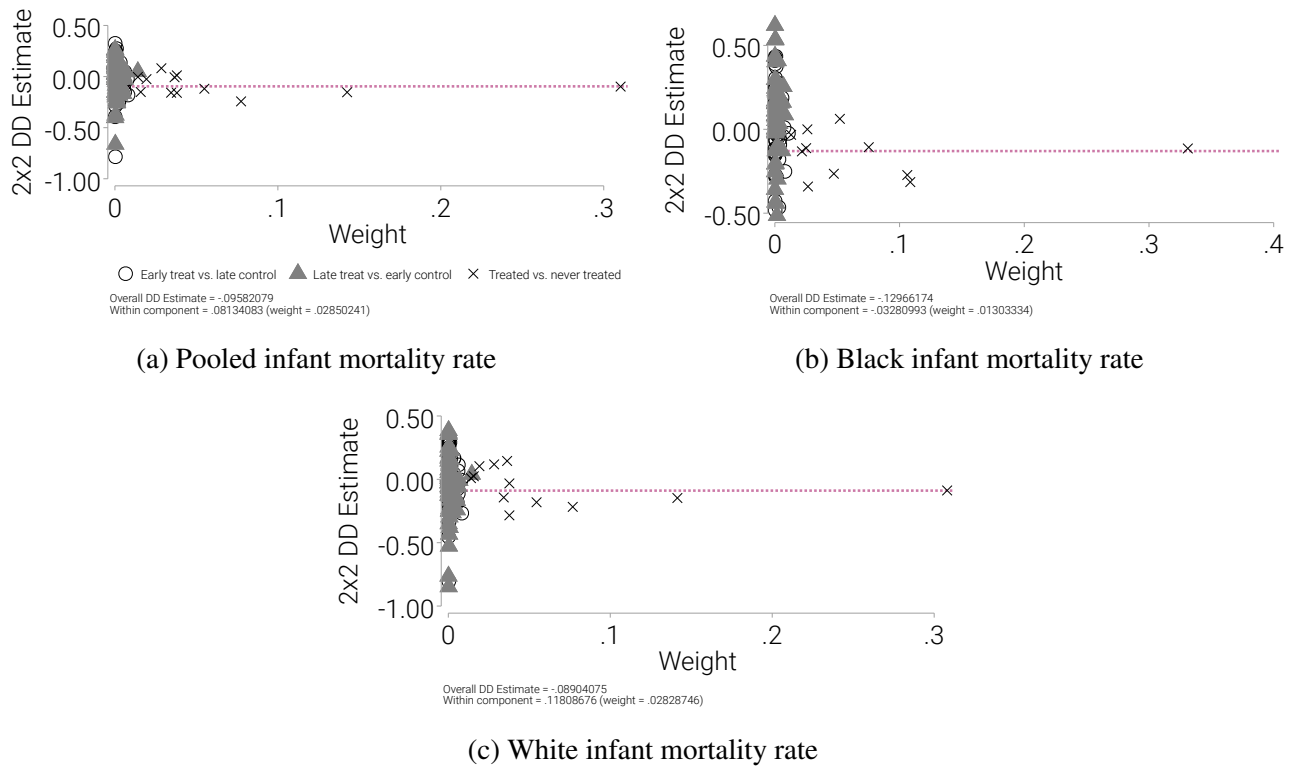 2x2 DD Estimate
0.50
0.00
-0.50
-1.00
0 .1 .2 .3
Weight
Early treat vs. late control Late treat vs. early control Treated vs. never treated
Overall DD Estimate = -.09582079
Within component = .08134083 (weight = .02850241)
(a) Pooled infant mortality rate
2x2 DD Estimate
0.50
0.00
-0.50
0 .1 .2 .3 .4
Weight
Overall DD Estimate = -.12966174
Within component = -.03280993 (weight = .01303334)
(b) Black infant mortality rate
2x2 DD Estimate
0.50
0.00
-0.50
-1.00
0 .1 .2 .3
Weight
Overall DD Estimate = -.08904075
Within component = .11808676 (weight = .02828746)
(c) White infant mortality rate